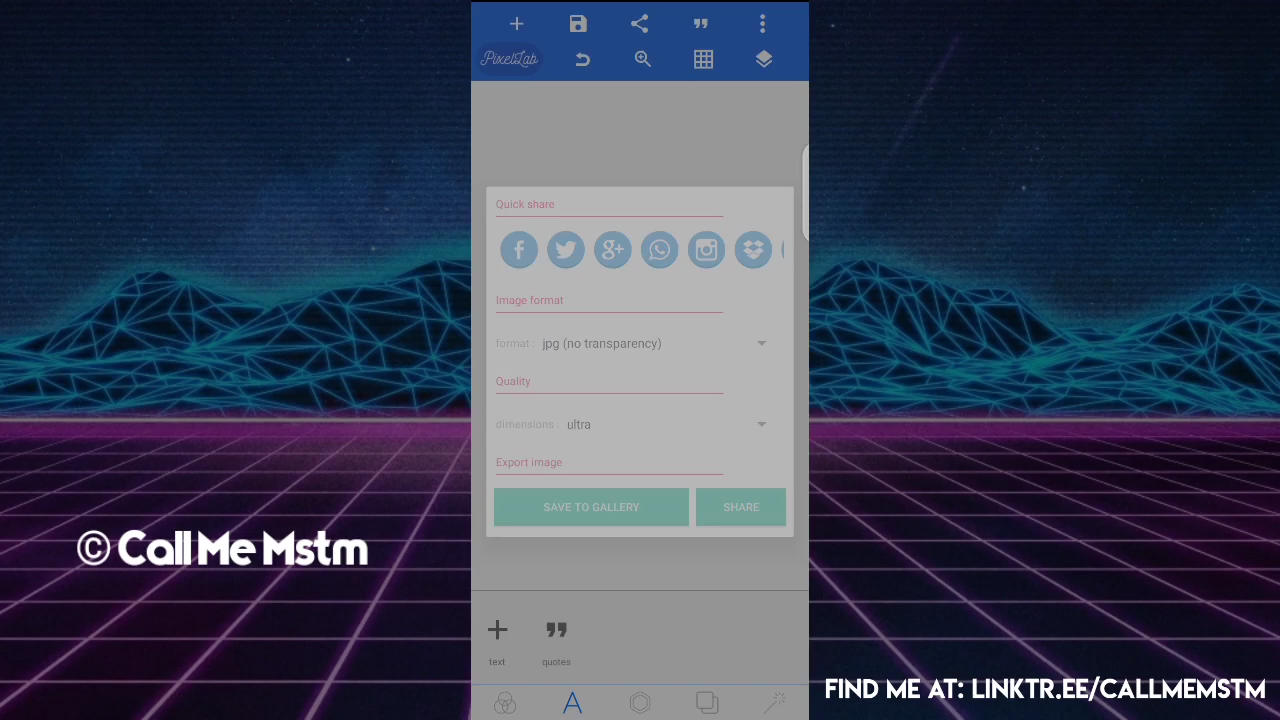 PixelLab
Quick share
Image format
format : jpg (no transparency)
Quality
dimensions : ultra
Export image
SAVE TO GALLERY SHARE
© Call Me Mstm
text quotes
FIND ME AT: LINKTR.EE/CALLMEMSTM